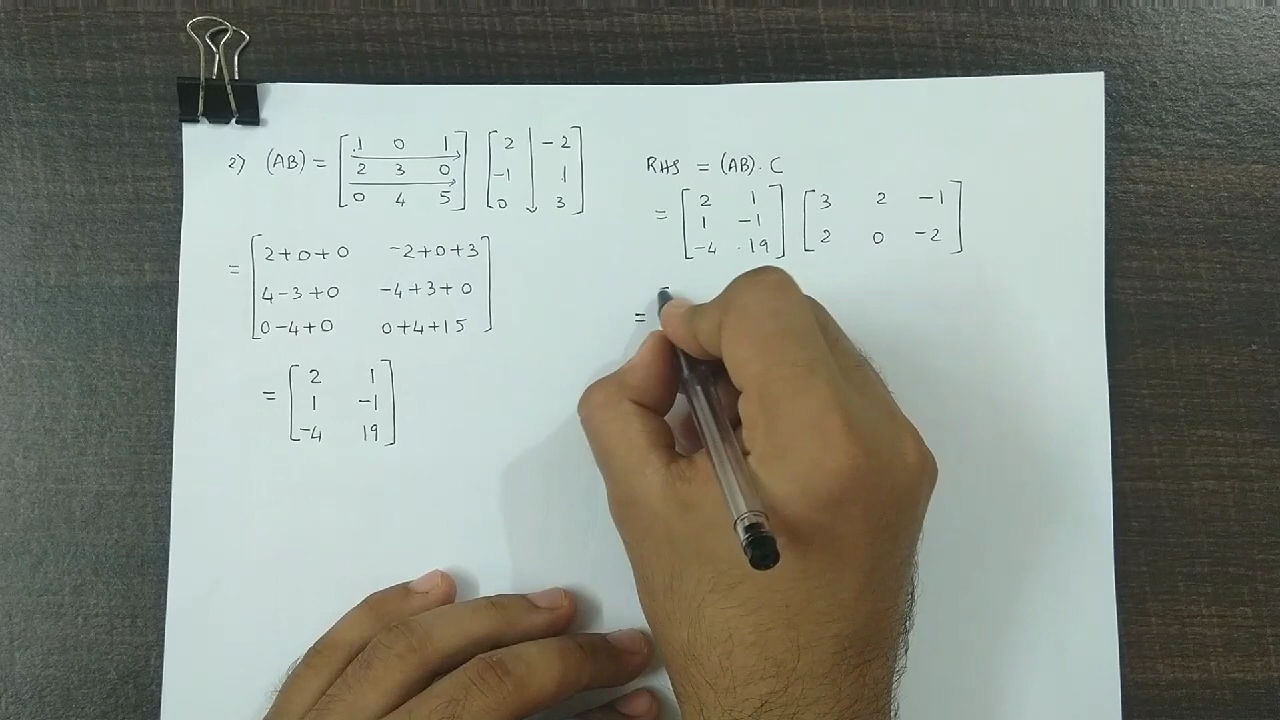 2) (AB) = [1 0 1] [2 -2]
[2 3 0] [-1 1]
[0 4 5] [0 3]
= [2+0+0 -2+0+3]
[4-3+0 -4+3+0]
[0-4+0 0+4+15]
= [2 1]
[1 -1]
[-4 19]
RHS = (AB). C
= [2 1] [3 2 -1]
[1 -1] [2 0 -2]
[-4 19]
=